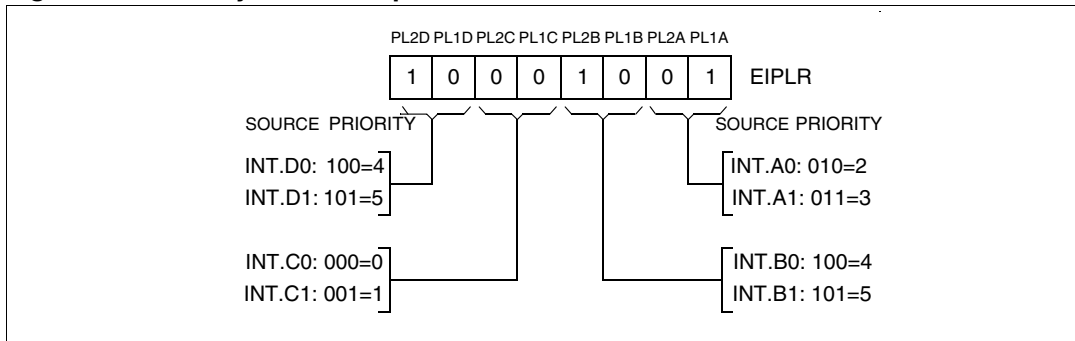 PL2D PL1D PL2C PL1C PL2B PL1B PL2A PL1A
1 0 0 0 1 0 0 1 EIPLR
SOURCE PRIORITY SOURCE PRIORITY
INT.D0: 100=4 INT.A0: 010=2
INT.D1: 101=5 INT.A1: 011=3
INT.C0: 000=0 INT.B0: 100=4
INT.C1: 001=1 INT.B1: 101=5